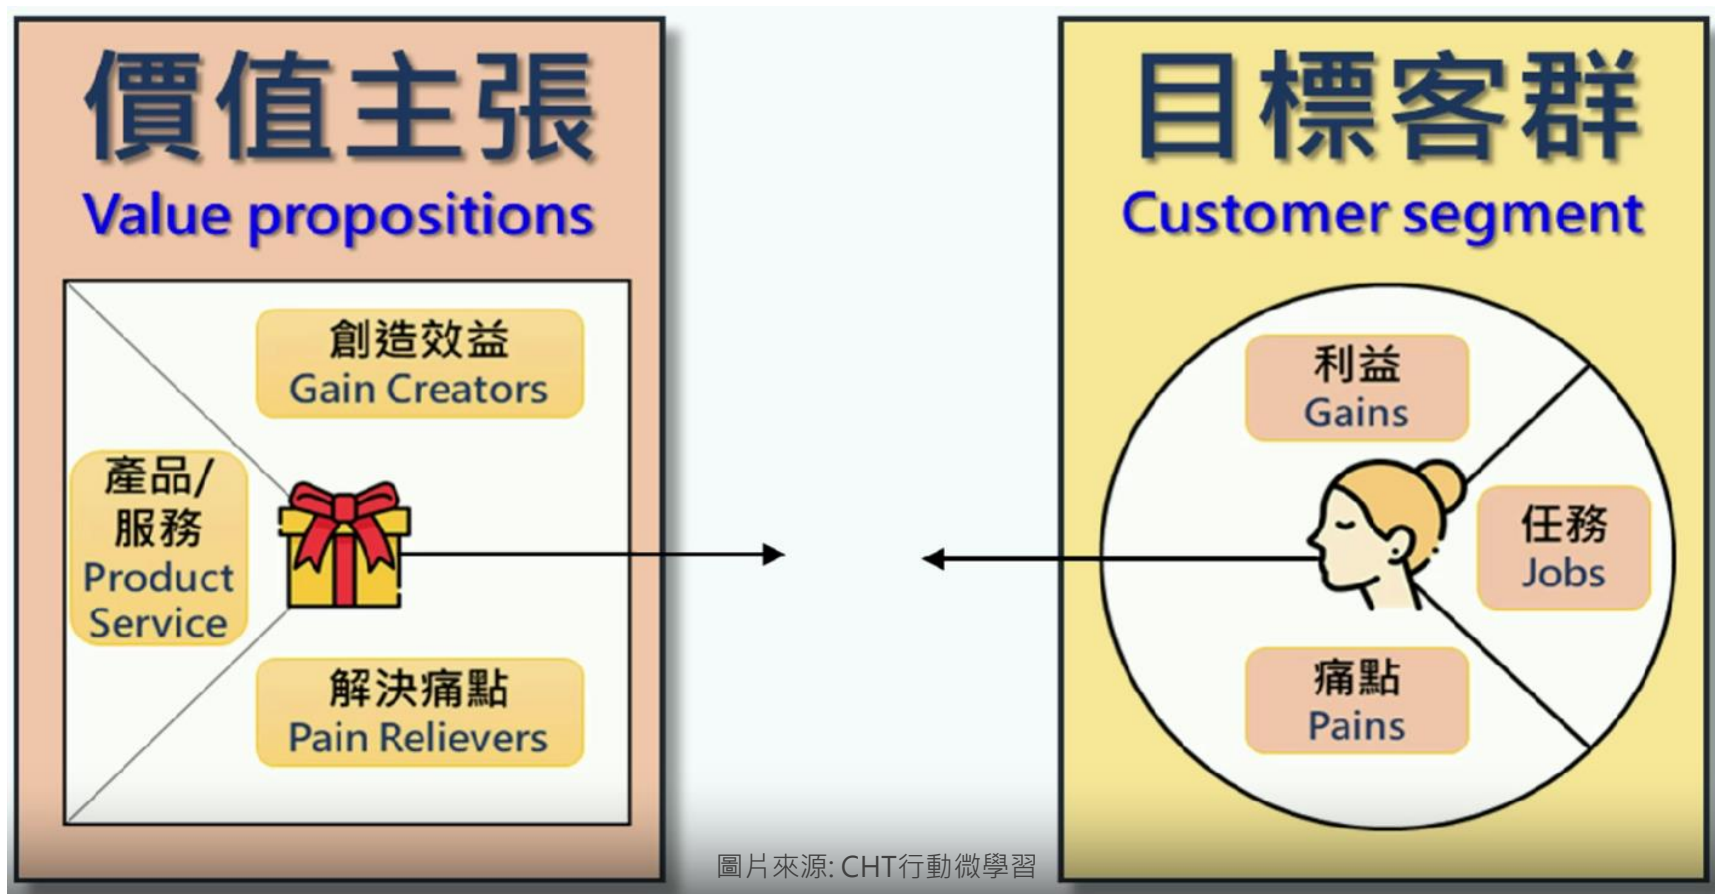 價值主張
Value propositions
創造效益
Gain Creators
產品/
服務
Product
Service
解決痛點
Pain Relievers
目標客群
Customer segment
利益
Gains
任務
Jobs
痛點
Pains
圖片來源: CHT行動微學習